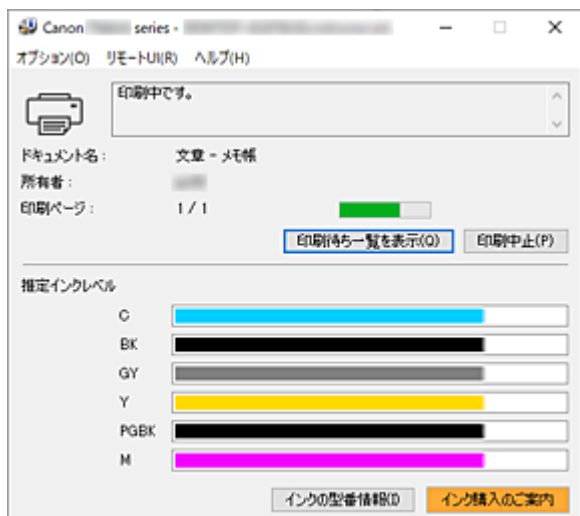 Canon series -
オプション(O) リモートUI(R) ヘルプ(H)
印刷中です。
ドキュメント名： 文章 - メモ帳
所有者：
印刷ページ： 1 / 1
印刷待ち一覧を表示(Q) 印刷中止(P)
推定インクレベル
C
BK
GY
Y
PGBK
M
インクの型番情報(I) インク購入のご案内